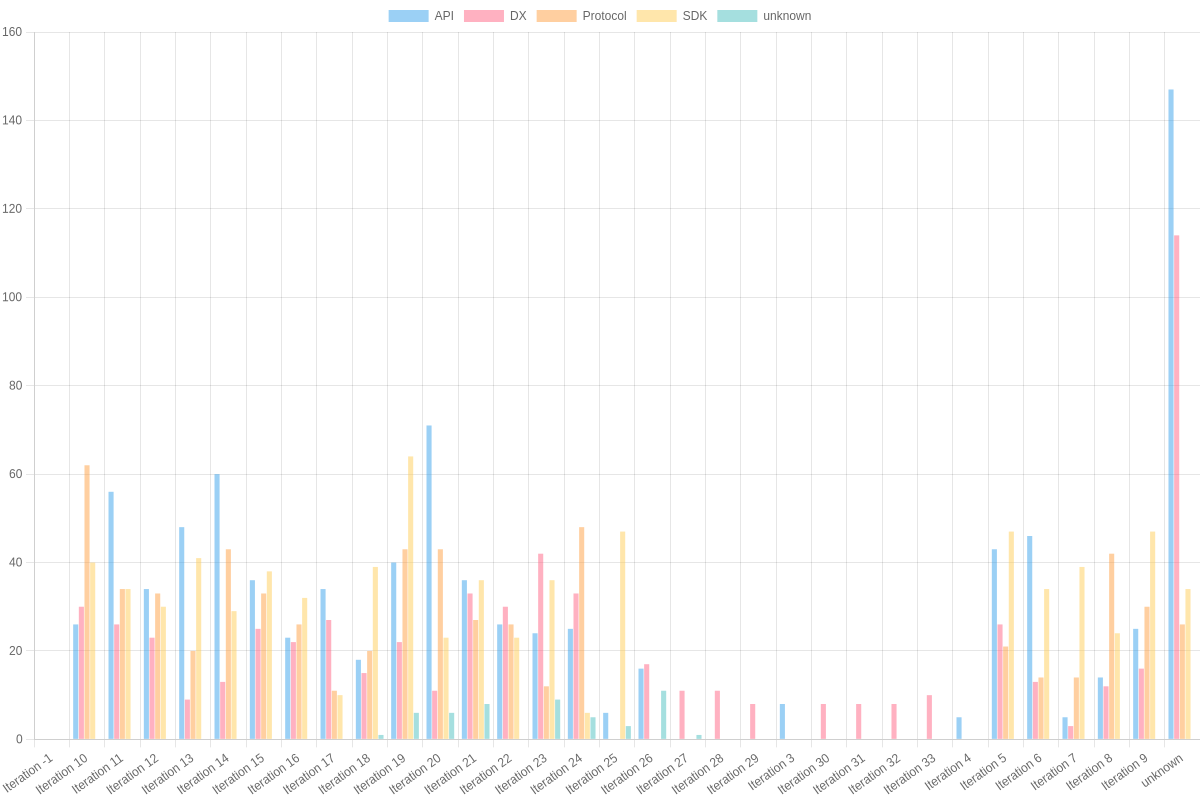 API DX Protocol SDK unknown
160
140
120
100
80
60
40
20
0
Iteration -1
Iteration 10
Iteration 11
Iteration 12
Iteration 13
Iteration 14
Iteration 15
Iteration 16
Iteration 17
Iteration 18
Iteration 19
Iteration 20
Iteration 21
Iteration 22
Iteration 23
Iteration 24
Iteration 25
Iteration 26
Iteration 27
Iteration 28
Iteration 29
Iteration 3
Iteration 30
Iteration 31
Iteration 32
Iteration 33
Iteration 4
Iteration 5
Iteration 6
Iteration 7
Iteration 8
Iteration 9
unknown